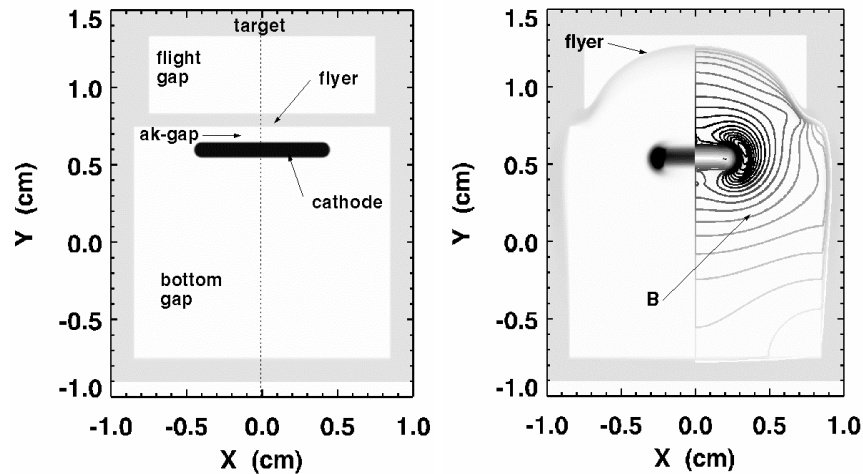 target
flight
gap
flyer
ak-gap
cathode
bottom
gap
1.5
1.0
0.5
0.0
-0.5
-1.0
Y (cm)
-1.0 -0.5 0.0 0.5 1.0
X (cm)
flyer
B
1.5
1.0
0.5
0.0
-0.5
-1.0
Y (cm)
-1.0 -0.5 0.0 0.5 1.0
X (cm)